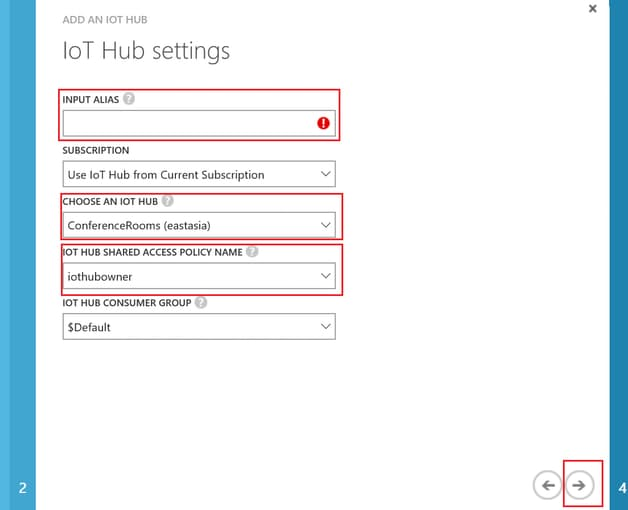 ADD AN IOT HUB
IoT Hub settings
INPUT ALIAS ?
!
SUBSCRIPTION
Use IoT Hub from Current Subscription
CHOOSE AN IOT HUB ?
ConferenceRooms (eastasia)
IOT HUB SHARED ACCESS POLICY NAME ?
iothubowner
IOT HUB CONSUMER GROUP ?
$Default
2
4